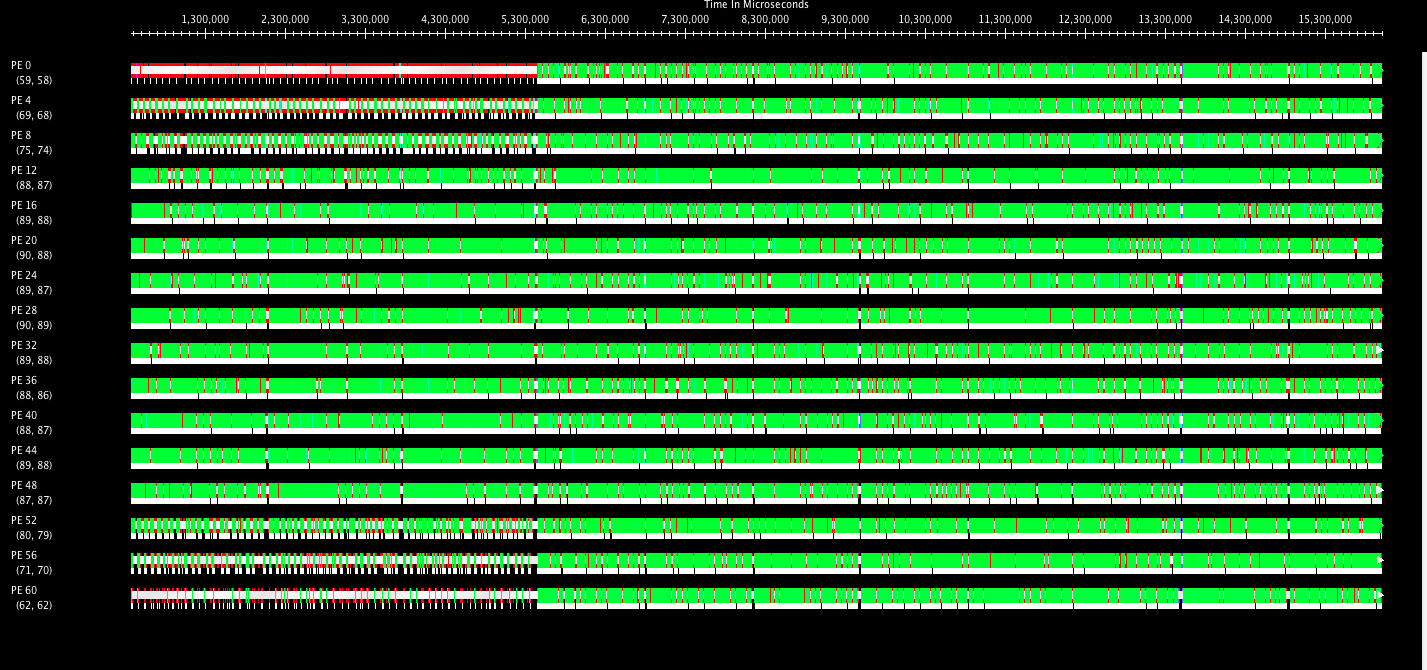 Time In Microseconds
1,300,000 2,300,000 3,300,000 4,300,000 5,300,000 6,300,000 7,300,000 8,300,000 9,300,000 10,300,000 11,300,000 12,300,000 13,300,000 14,300,000 15,300,000
PE 0
(59, 58)
PE 4
(69, 68)
PE 8
(75, 74)
PE 12
(88, 87)
PE 16
(89, 88)
PE 20
(90, 88)
PE 24
(89, 87)
PE 28
(90, 89)
PE 32
(89, 88)
PE 36
(88, 86)
PE 40
(88, 87)
PE 44
(89, 88)
PE 48
(87, 87)
PE 52
(80, 79)
PE 56
(71, 70)
PE 60
(62, 62)